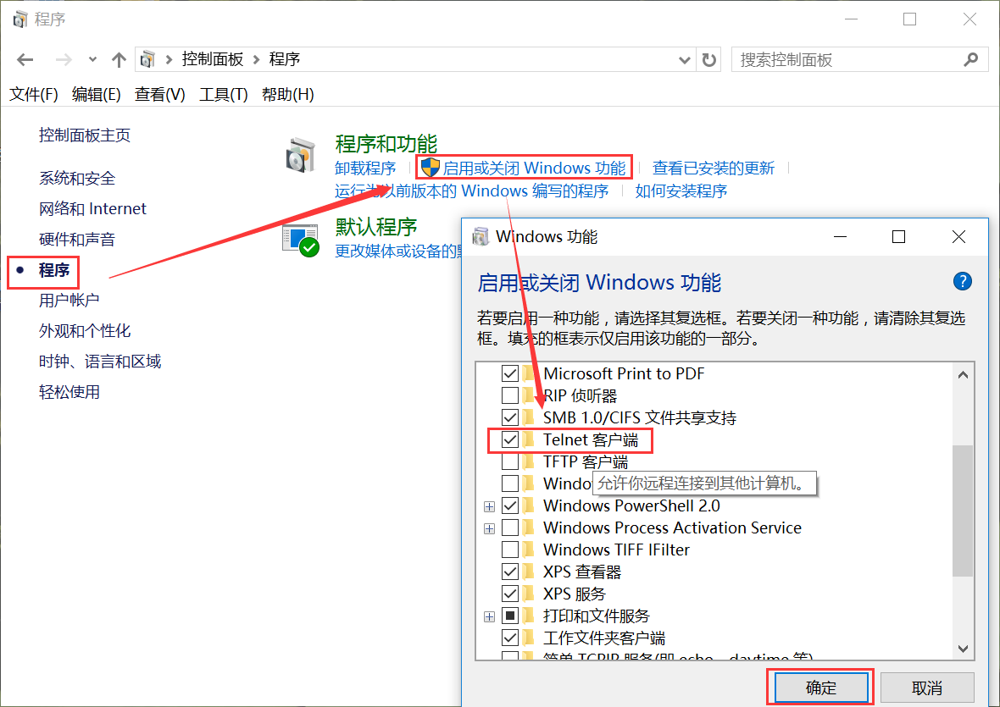 程序
控制面板 程序
搜索控制面板
文件(F) 编辑(E) 查看(V) 工具(T) 帮助(H)
控制面板主页
系统和安全
网络和 Internet
硬件和声音
程序
用户帐户
外观和个性化
时钟、语言和区域
轻松使用
程序和功能
卸载程序 启用或关闭 Windows 功能 查看已安装的更新
运行为以前版本的 Windows 编写的程序 如何安装程序
默认程序
更改媒体或设备的
Windows 功能
启用或关闭 Windows 功能
?
若要启用一种功能，请选择其复选框。若要关闭一种功能，请清除其复选
框。填充的框表示仅启用该功能的一部分。
Microsoft Print to PDF
RIP 侦听器
SMB 1.0/CIFS 文件共享支持
Telnet 客户端
TFTP 客户端
Windo
允许你远程连接到其他计算机。
Windows PowerShell 2.0
Windows Process Activation Service
Windows TIFF IFilter
XPS 查看器
XPS 服务
打印和文件服务
工作文件夹客户端
简单 TCPIP 服务(即 echo、daytime 等)
确定 取消